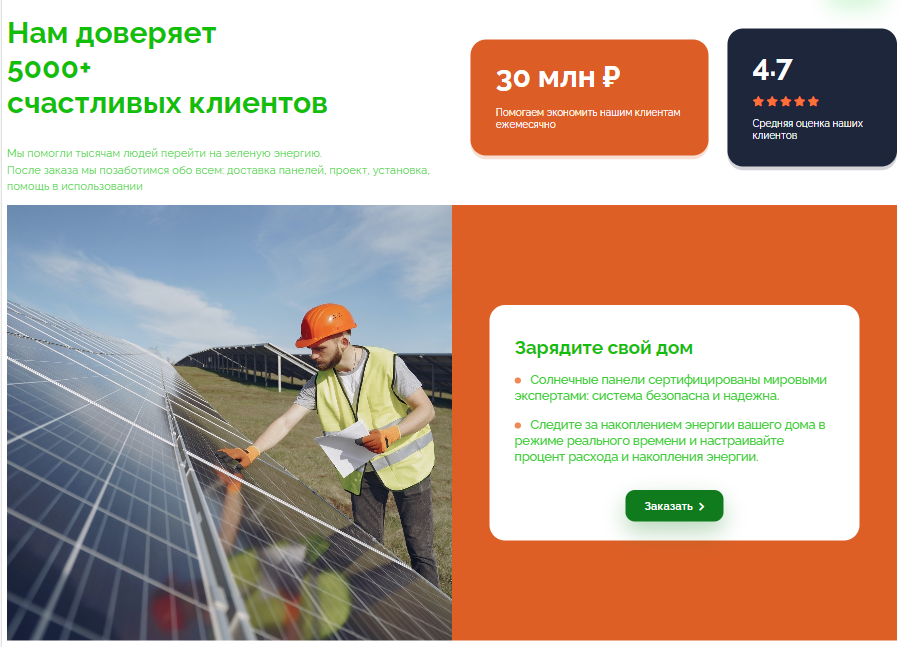 Нам доверяет
5000+
счастливых клиентов
Мы помогли тысячам людей перейти на зеленую энергию.
После заказа мы позаботимся обо всем: доставка панелей, проект, установка,
помощь в использовании
30 млн ₽
Помогаем экономить нашим клиентам
ежемесячно
4.7
Средняя оценка наших
клиентов
Зарядите свой дом
Солнечные панели сертифицированы мировыми
экспертами: система безопасна и надежна.
Следите за накоплением энергии вашего дома в
режиме реального времени и настраивайте
процент расхода и накопления энергии.
Заказать